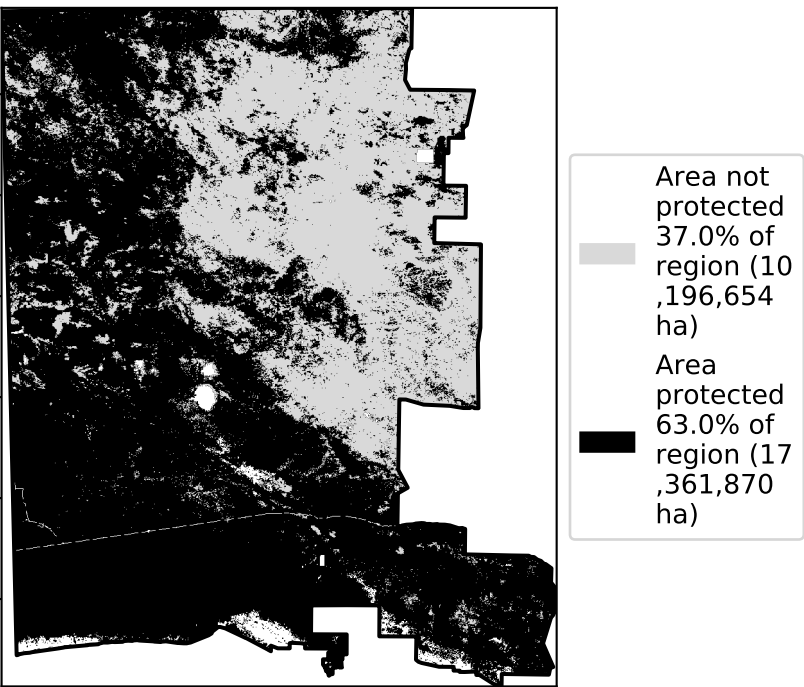 Area not
protected
37.0% of
region (10
,196,654
ha)
Area
protected
63.0% of
region (17
,361,870
ha)